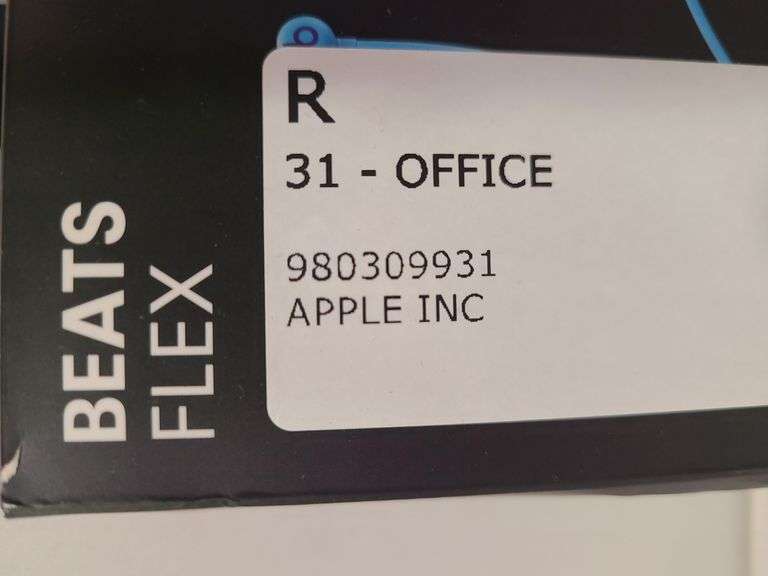 BEATS
FLEX
R
31 - OFFICE
980309931
APPLE INC